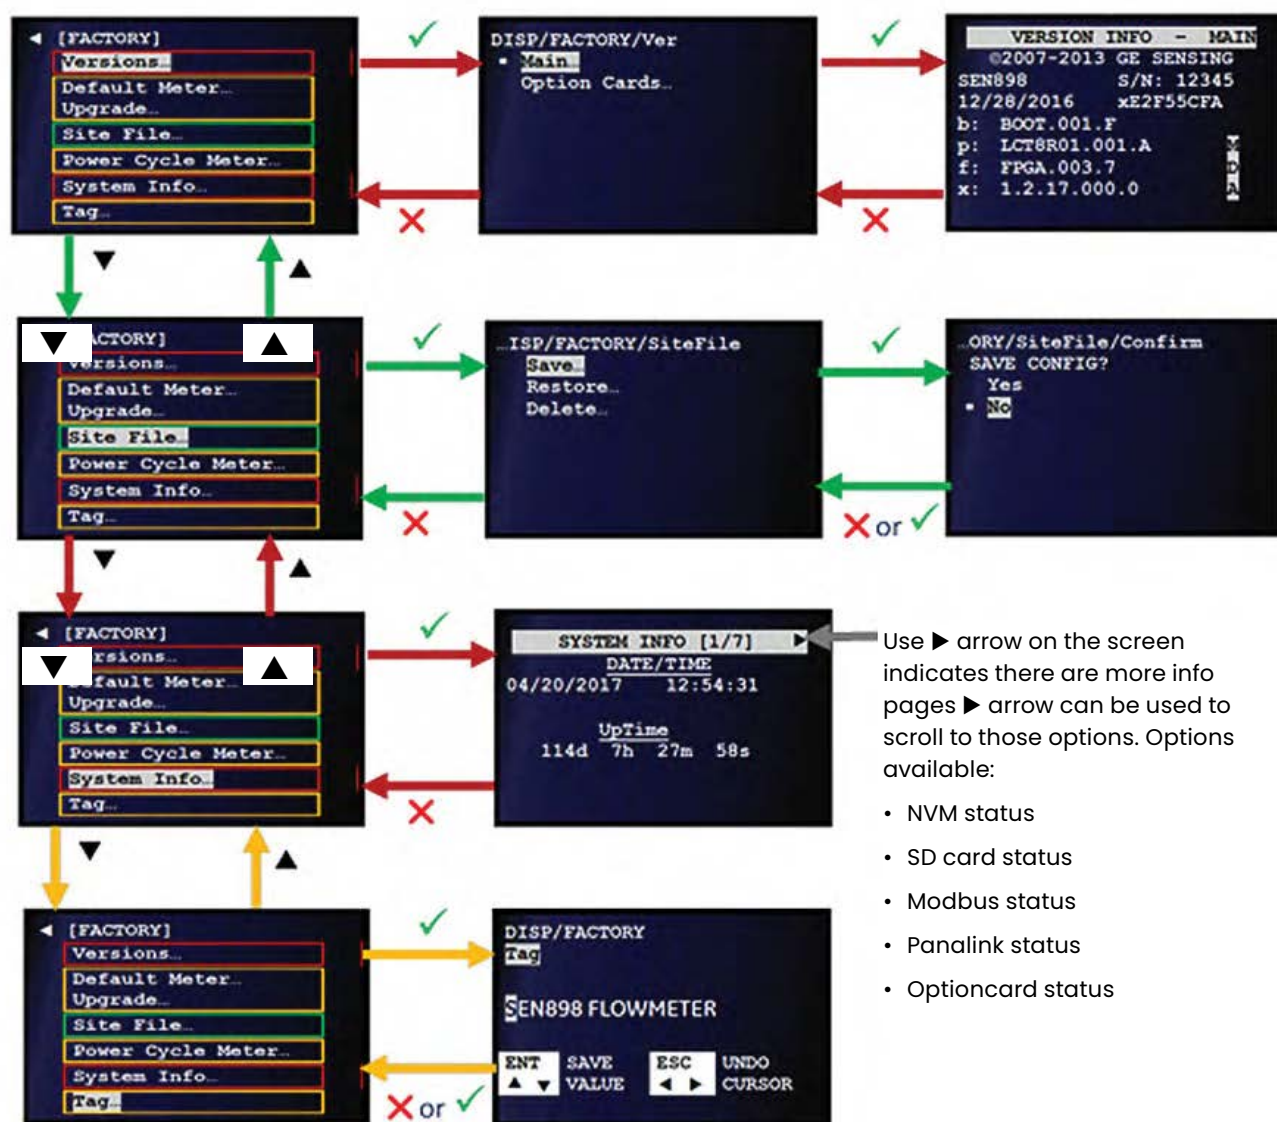 ◄ [FACTORY]
Versions…
Default Meter…
Upgrade…
Site File…
Power Cycle Meter…
System Info…
Tag…
✓
✗
DISP/FACTORY/Ver
▪ Main…
Option Cards…
✓
✗
VERSION INFO - MAIN
©2007-2013 GE SENSING
SEN898 S/N: 12345
12/28/2016 xE2F55CFA
b: BOOT.001.F
p: LCT8R01.001.A M
f: FPGA.003.7 D
x: 1.2.17.000.0 A
▼ ▲
▼ ACTORY] ▲
Versions…
Default Meter…
Upgrade…
Site File…
Power Cycle Meter…
System Info…
Tag…
✓
✗
…ISP/FACTORY/SiteFile
Save…
Restore…
Delete…
✓
✗ or ✓
…ORY/SiteFile/Confirm
SAVE CONFIG?
Yes
▪ No
▼ ▲
◄ [FACTORY]
▼ rsions… ▲
fault Meter…
Upgrade…
Site File…
Power Cycle Meter…
System Info…
Tag…
✓
✗
SYSTEM INFO [1/7] ►
DATE/TIME
04/20/2017 12:54:31
UpTime
114d 7h 27m 58s
Use ► arrow on the screen
indicates there are more info
pages ► arrow can be used to
scroll to those options. Options
available:
• NVM status
• SD card status
• Modbus status
• Panalink status
• Optioncard status
▼ ▲
◄ [FACTORY]
Versions…
Default Meter…
Upgrade…
Site File…
Power Cycle Meter…
System Info…
Tag…
✓
✗ or ✓
DISP/FACTORY
Tag
SEN898 FLOWMETER
ENT SAVE ESC UNDO
▲ ▼ VALUE ◄ ► CURSOR